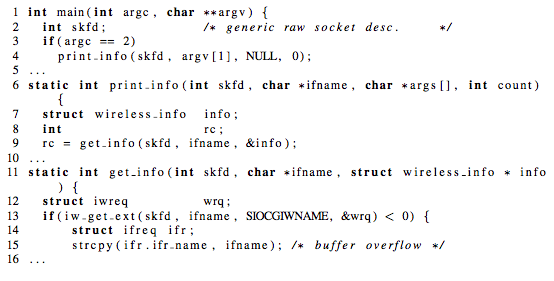 1 int main(int argc, char **argv) {
2 int skfd; /* generic raw socket desc. */
3 if(argc == 2)
4 print_info(skfd, argv[1], NULL, 0);
5 ...
6 static int print_info(int skfd, char *ifname, char *args[], int count)
{
7 struct wireless_info info;
8 int rc;
9 rc = get_info(skfd, ifname, &info);
10 ...
11 static int get_info(int skfd, char *ifname, struct wireless_info * info
) {
12 struct iwreq wrq;
13 if(iw_get_ext(skfd, ifname, SIOCGIWNAME, &wrq) < 0) {
14 struct ifreq ifr;
15 strcpy(ifr.ifr_name, ifname); /* buffer overflow */
16 ...